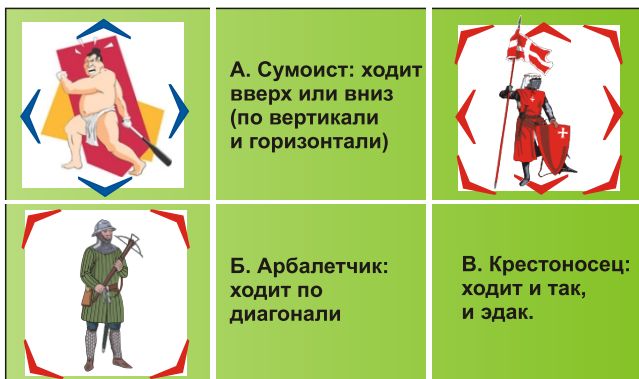 А. Сумоист: ходит
вверх или вниз
(по вертикали
и горизонтали)
Б. Арбалетчик:
ходит по
диагонали
В. Крестоносец:
ходит и так,
и эдак.